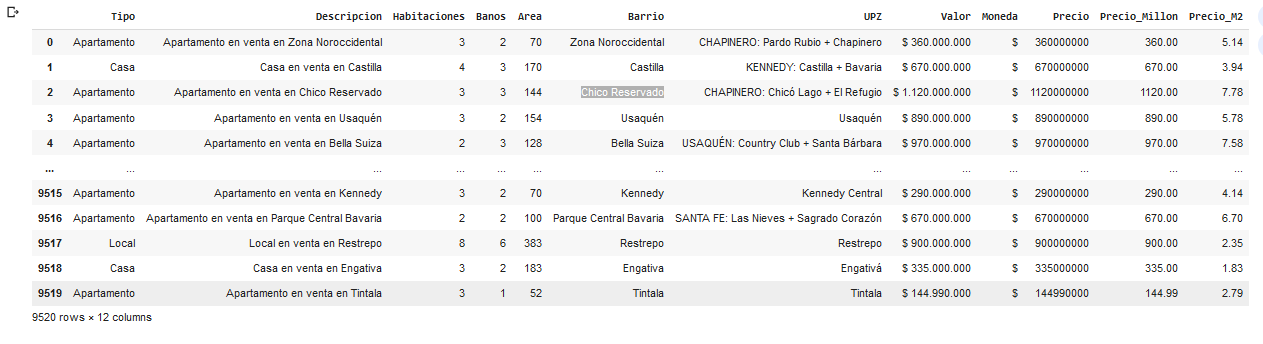 Tipo Descripcion Habitaciones Banos Area Barrio UPZ Valor Moneda Precio Precio_Millon Precio_M2
0 Apartamento Apartamento en venta en Zona Noroccidental 3 2 70 Zona Noroccidental CHAPINERO: Pardo Rubio + Chapinero $ 360.000.000 $ 360000000 360.00 5.14
1 Casa Casa en venta en Castilla 4 3 170 Castilla KENNEDY: Castilla + Bavaria $ 670.000.000 $ 670000000 670.00 3.94
2 Apartamento Apartamento en venta en Chico Reservado 3 3 144 Chico Reservado CHAPINERO: Chicó Lago + El Refugio $ 1.120.000.000 $ 1120000000 1120.00 7.78
3 Apartamento Apartamento en venta en Usaquén 3 2 154 Usaquén Usaquén $ 890.000.000 $ 890000000 890.00 5.78
4 Apartamento Apartamento en venta en Bella Suiza 2 3 128 Bella Suiza USAQUÉN: Country Club + Santa Bárbara $ 970.000.000 $ 970000000 970.00 7.58
... ... ... ... ... ... ... ... ... ... ... ... ...
9515 Apartamento Apartamento en venta en Kennedy 3 2 70 Kennedy Kennedy Central $ 290.000.000 $ 290000000 290.00 4.14
9516 Apartamento Apartamento en venta en Parque Central Bavaria 2 2 100 Parque Central Bavaria SANTA FE: Las Nieves + Sagrado Corazón $ 670.000.000 $ 670000000 670.00 6.70
9517 Local Local en venta en Restrepo 8 6 383 Restrepo Restrepo $ 900.000.000 $ 900000000 900.00 2.35
9518 Casa Casa en venta en Engativa 3 2 183 Engativa Engativá $ 335.000.000 $ 335000000 335.00 1.83
9519 Apartamento Apartamento en venta en Tintala 3 1 52 Tintala Tintala $ 144.990.000 $ 144990000 144.99 2.79
9520 rows × 12 columns